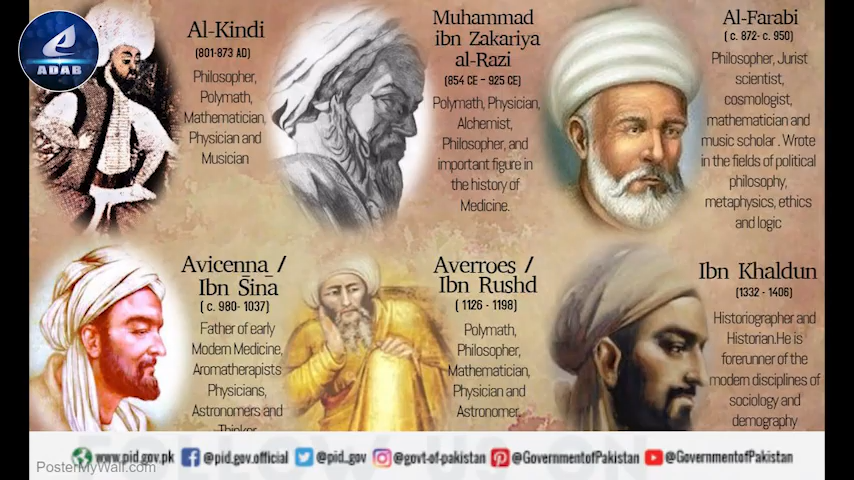 ADAB
Al-Kindi
(801-873 AD)
Philosopher,
Polymath,
Mathematician,
Physician and
Musician
Muhammad
ibn Zakariya
al-Razi
(854 CE – 925 CE)
Polymath, Physician,
Alchemist,
Philosopher, and
important figure in
the history of
Medicine.
Al-Farabi
( c. 872- c. 950)
Philosopher, Jurist
scientist,
cosmologist,
mathematician and
music scholar . Wrote
in the fields of political
philosophy,
metaphysics, ethics
and logic
Avicenna /
Ibn Sina
( c. 980- 1037)
Father of early
Modern Medicine,
Aromatherapists
Physicians,
Astronomers and
Thinker
Averroes /
Ibn Rushd
( 1126 - 1198)
Polymath,
Philosopher,
Mathematician,
Physician and
Astronomer,
Ibn Khaldun
(1332 - 1406)
Historiographer and
Historian.He is
forerunner of the
modern disciplines of
sociology and
demography
FOLLOW US ON
www.pid.gov.pk @pid.gov.official @pid_gov @govt-of-pakistan @GovernmentofPakistan @GovernmentofPakistan
PosterMyWall.com